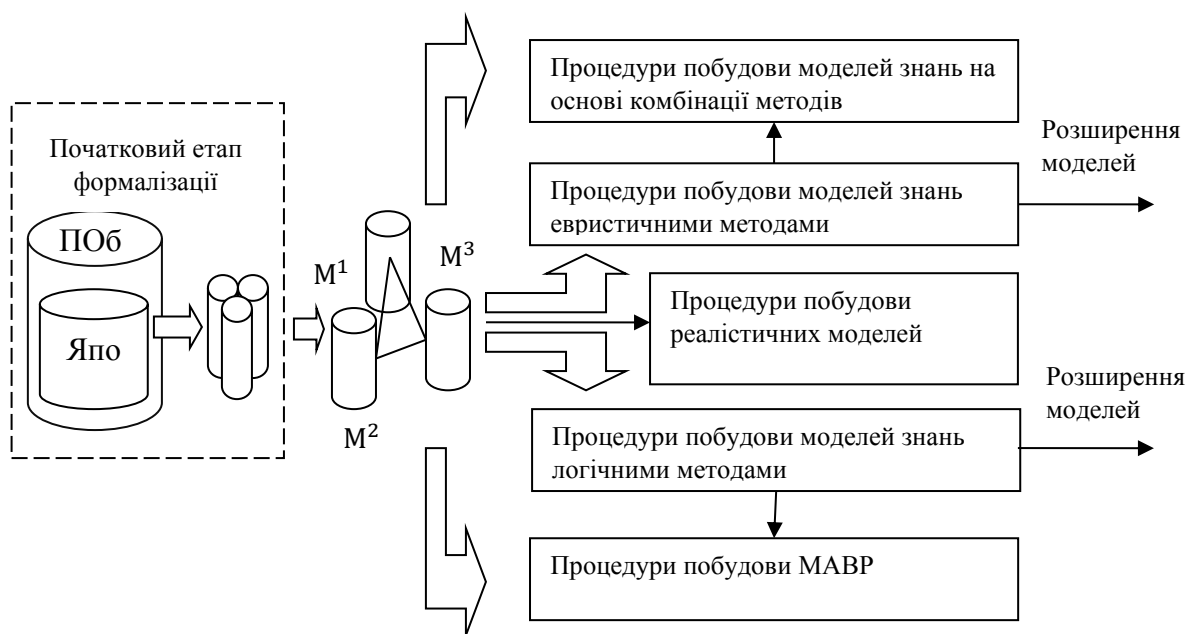 Процедури побудови моделей знань на
основі комбінації методів
Розширення
моделей
Початковий етап
формалізації
Процедури побудови моделей знань
евристичними методами
ПОб
M³
M¹
Процедури побудови
реалістичних моделей
Япо
Розширення
моделей
M²
Процедури побудови моделей знань
логічними методами
Процедури побудови МАВР